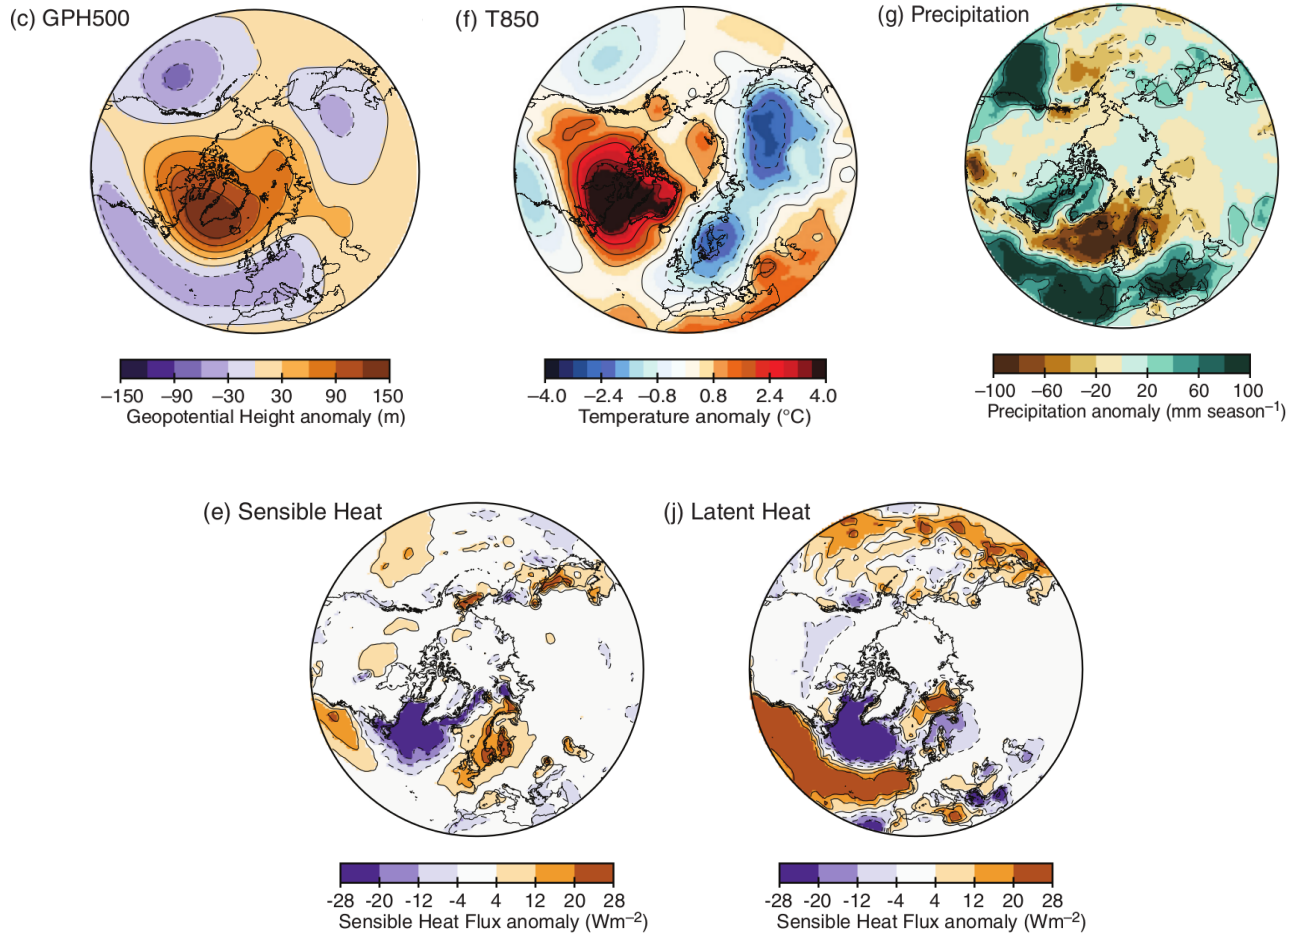 (c) GPH500
(f) T850
(g) Precipitation
−150 −90 −30 30 90 150
Geopotential Height anomaly (m)
−4.0 −2.4 −0.8 0.8 2.4 4.0
Temperature anomaly (°C)
−100 −60 −20 20 60 100
Precipitation anomaly (mm season⁻¹)
(e) Sensible Heat
(j) Latent Heat
-28 -20 -12 -4 4 12 20 28
Sensible Heat Flux anomaly (Wm⁻²)
-28 -20 -12 -4 4 12 20 28
Sensible Heat Flux anomaly (Wm⁻²)